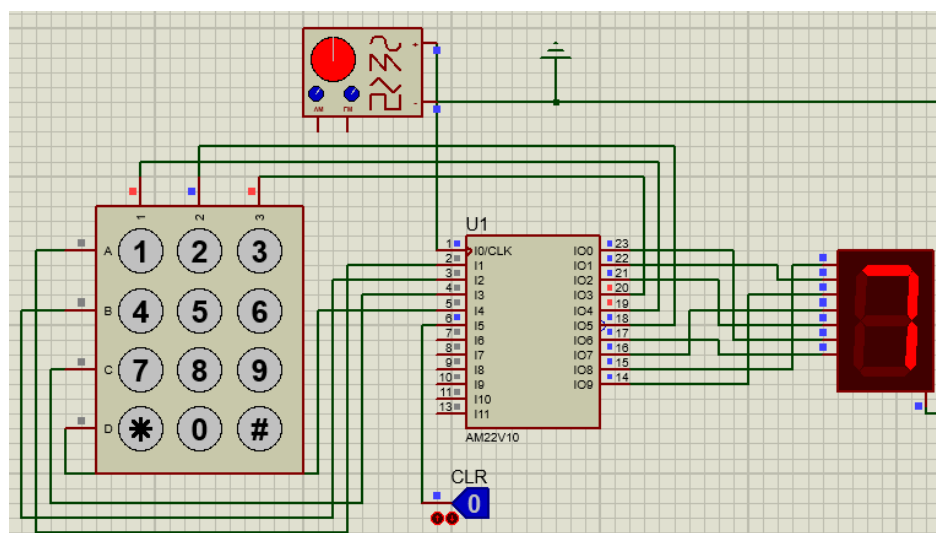 AM FM
+
-
U1
1 2 3
A 1 2 3
B 4 5 6
C 7 8 9
D * 0 #
1 I0/CLK IO0 23
2 I1 IO1 22
3 I2 IO2 21
4 I3 IO3 20
5 I4 IO4 19
6 I5 IO5 18
7 I6 IO6 17
8 I7 IO7 16
9 I8 IO8 15
10 I9 IO9 14
11 I10
13 I11
AM22V10
CLR
0
7